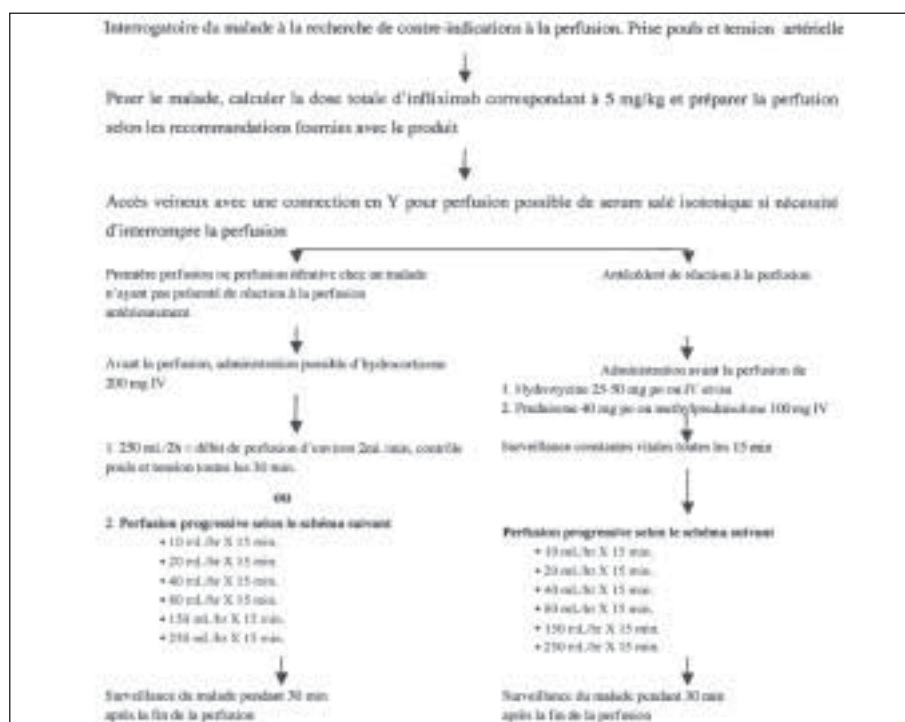 Interrogatoire du malade à la recherche de contre-indications à la perfusion. Prise pouls et tension artérielle
Peser le malade, calculer la dose totale d'infliximab correspondant à 5 mg/kg et préparer la perfusion
selon les recommandations fournies avec le produit
Accès veineux avec une connection en Y pour perfusion possible de serum salé isotonique si nécessité
d'interrompre la perfusion
Première perfusion ou perfusion itérative chez un malade
n'ayant pas présenté de réaction à la perfusion
antérieurement
Avant la perfusion, administration possible d'hydrocortisone
200 mg IV
1. 250 mL/2h = débit de perfusion d'environ 2mL/min, contrôle
pouls et tension toutes les 30 min.
ou
2. Perfusion progressive selon le schéma suivant
• 10 mL/hr X 15 min.
• 20 mL/hr X 15 min.
• 40 mL/hr X 15 min.
• 80 mL/hr X 15 min.
• 150 mL/hr X 15 min.
• 250 mL/hr X 15 min.
Surveillance du malade pendant 30 min
après la fin de la perfusion
Antécédent de réaction à la perfusion
Administration avant la perfusion de
1. Hydroxyzine 25-50 mg po ou IV
2. Prednisone 40 mg po ou methylprednisolone 100 mg IV
Surveillance constantes vitales toutes les 15 min
Perfusion progressive selon le schéma suivant
• 10 mL/hr X 15 min.
• 20 mL/hr X 15 min.
• 40 mL/hr X 15 min.
• 80 mL/hr X 15 min.
• 150 mL/hr X 15 min.
• 250 mL/hr X 15 min.
Surveillance du malade pendant 30 min
après la fin de la perfusion